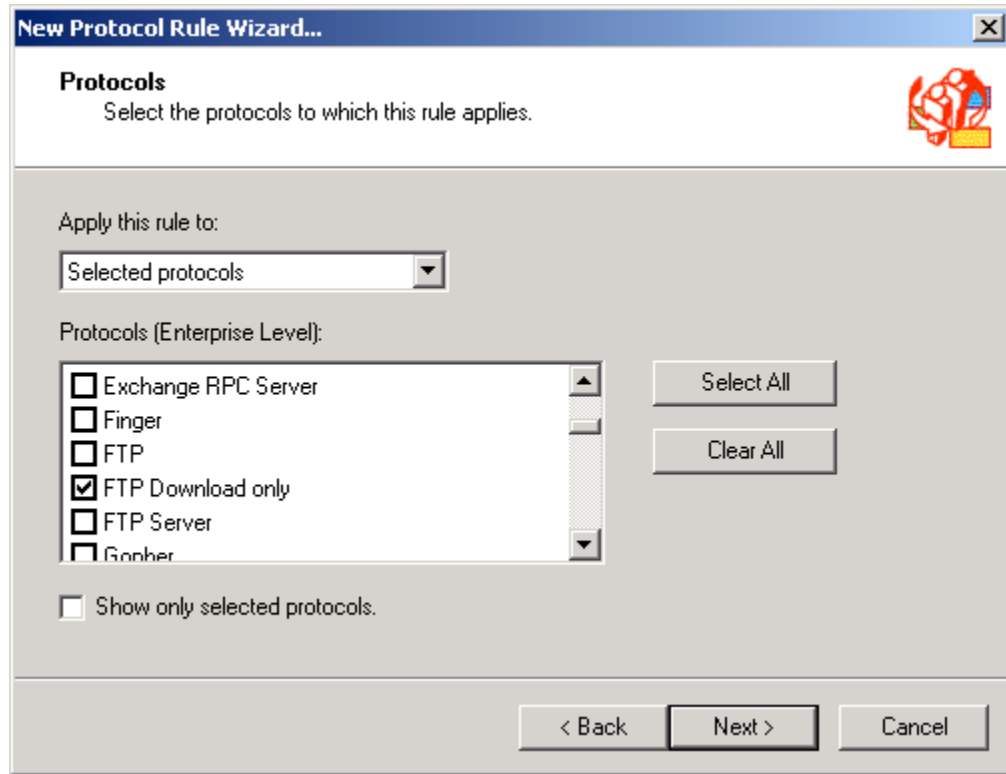 New Protocol Rule Wizard...
Protocols
Select the protocols to which this rule applies.
Apply this rule to:
Selected protocols
Protocols (Enterprise Level):
Exchange RPC Server
Finger
FTP
FTP Download only
FTP Server
Gopher
Select All
Clear All
Show only selected protocols.
< Back
Next >
Cancel